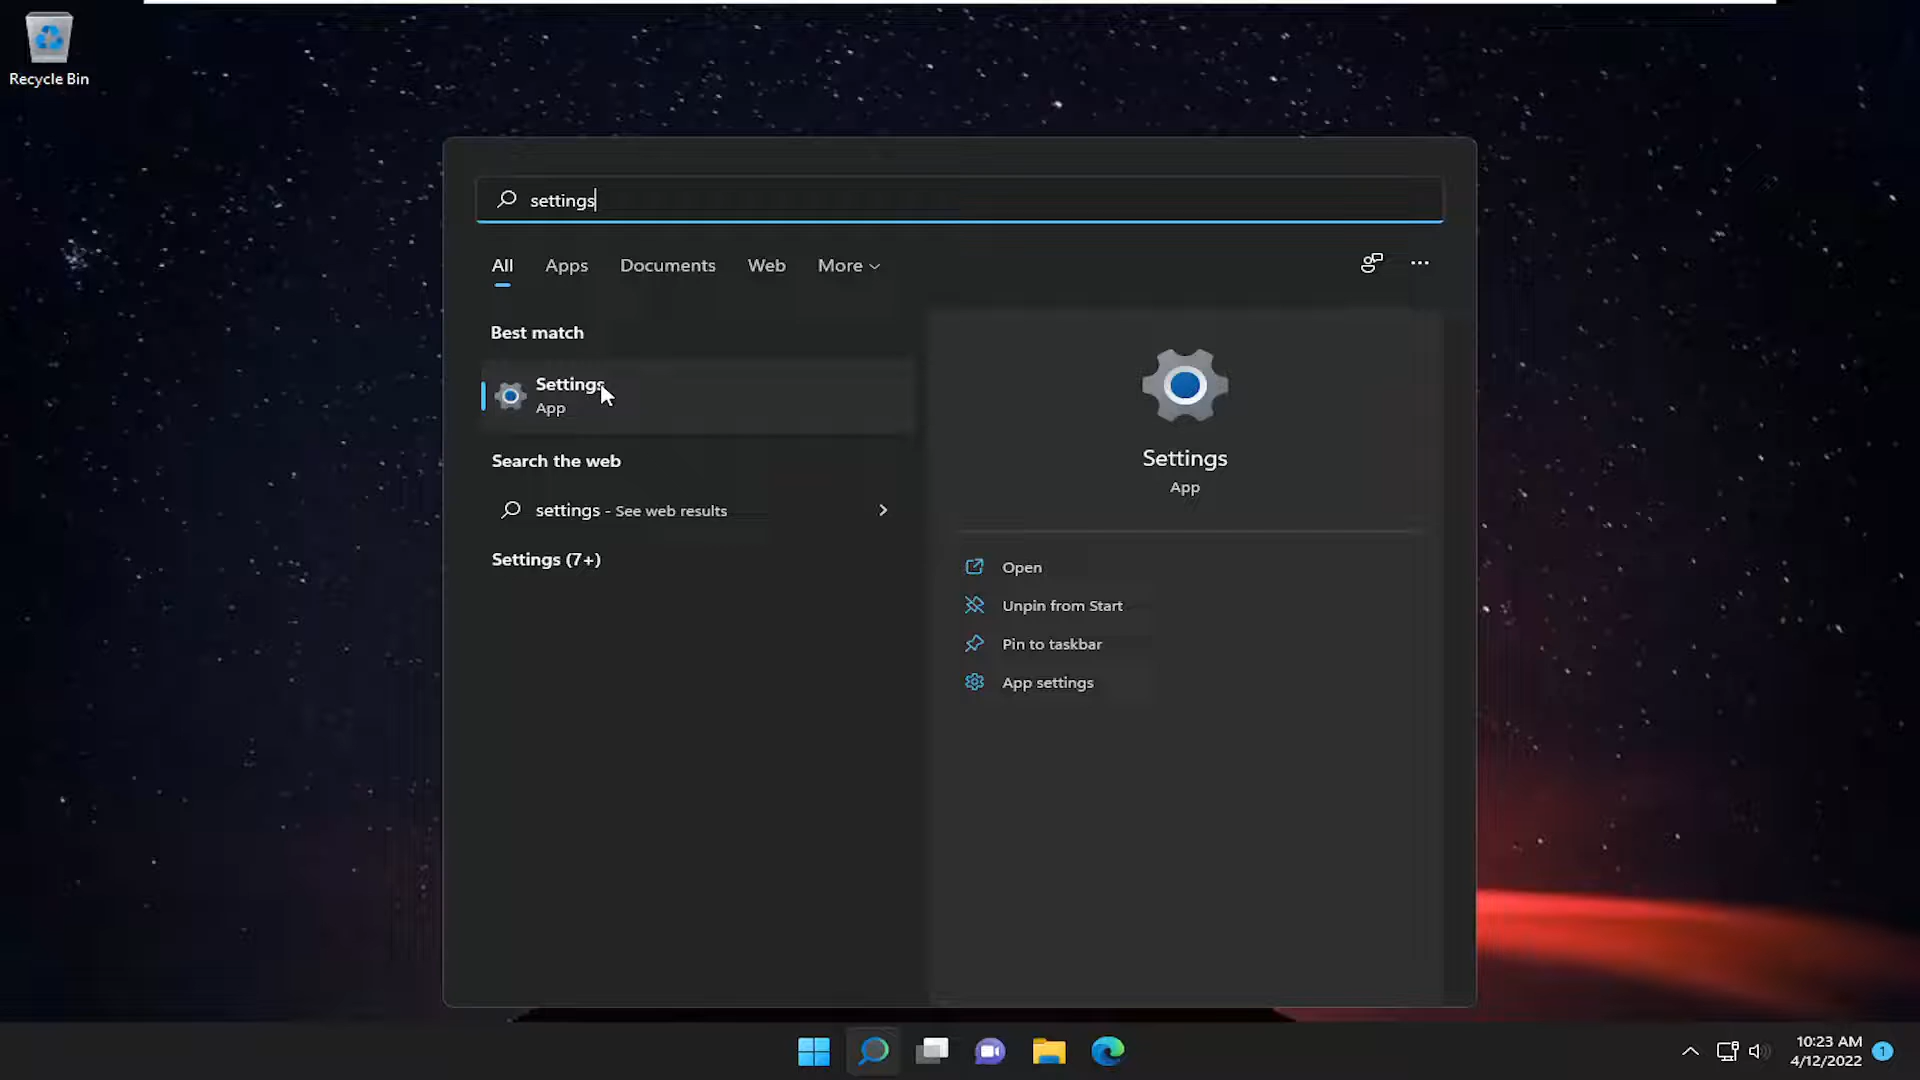 Recycle Bin
settings
All Apps Documents Web More
Best match
Settings
App
Search the web
settings - See web results
Settings (7+)
Settings
App
Open
Unpin from Start
Pin to taskbar
App settings
10:23 AM
4/12/2022
1